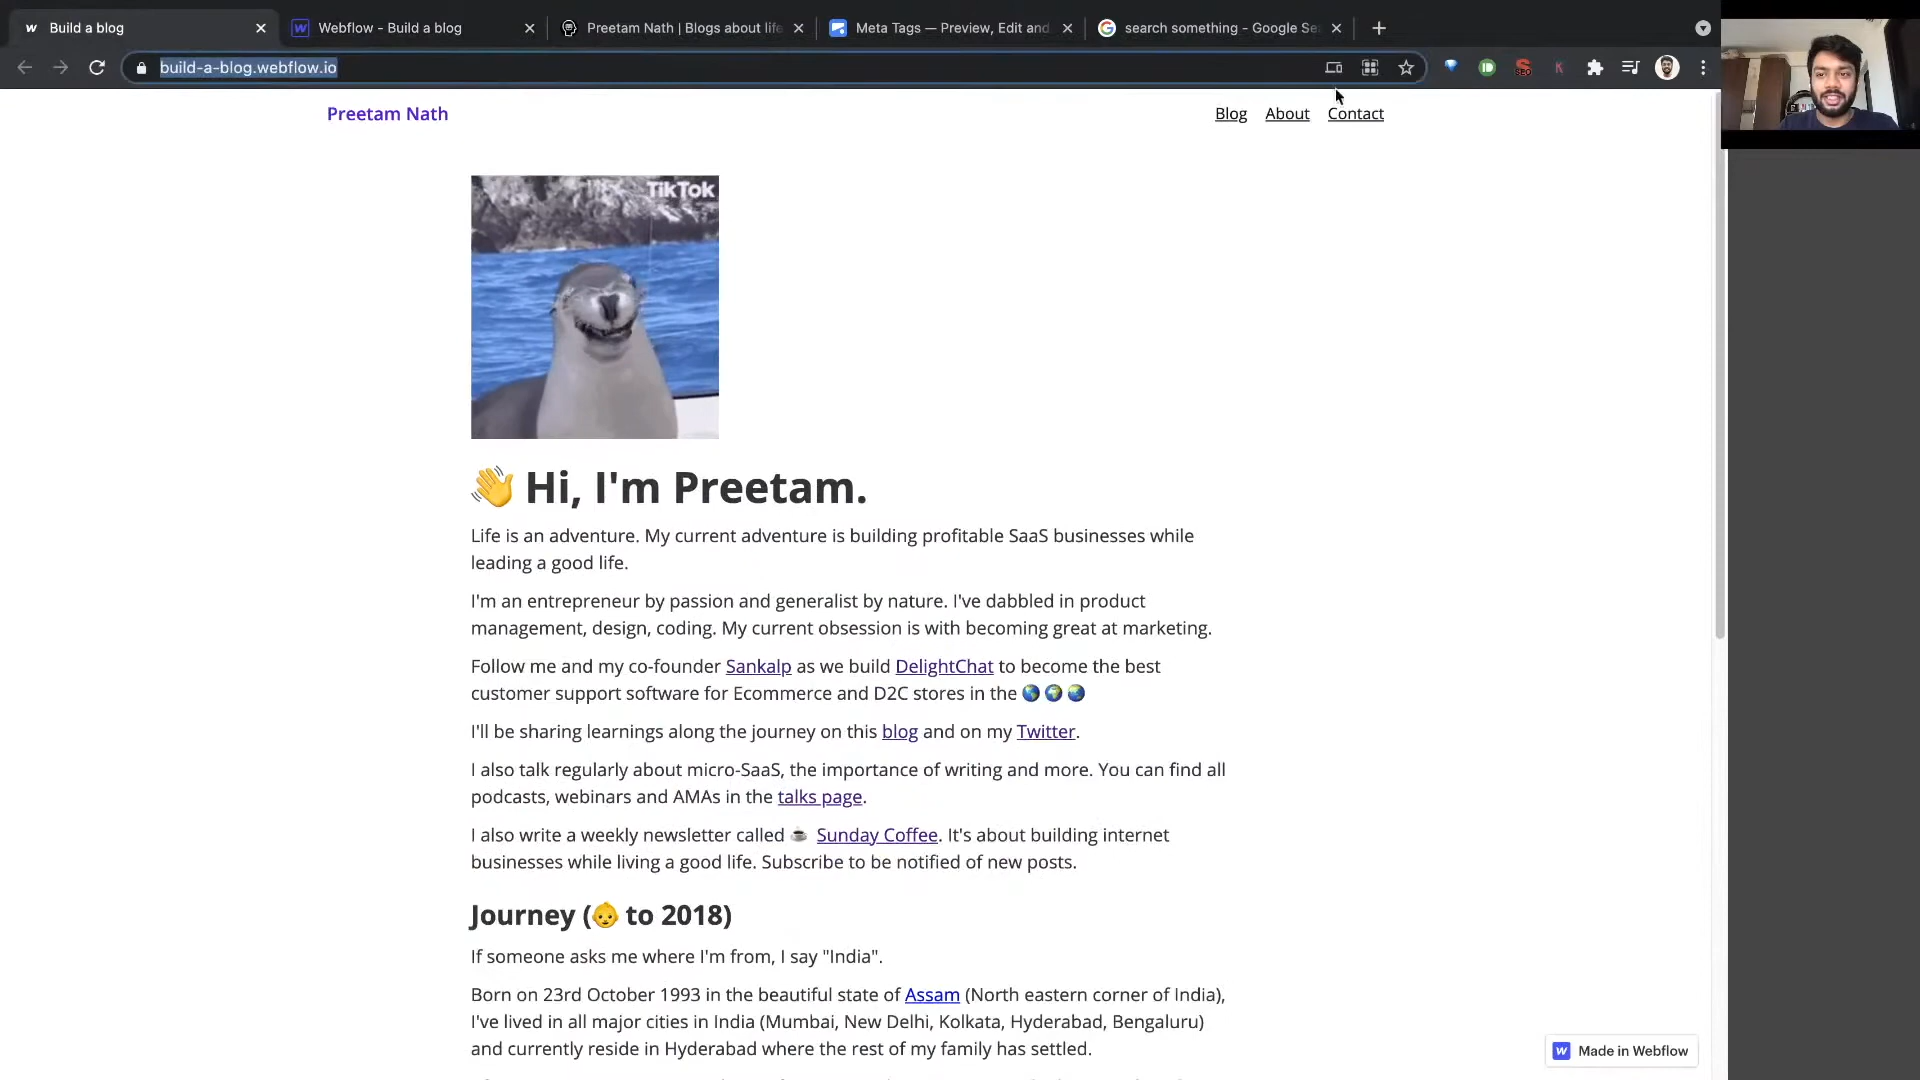 Build a blog
Webflow - Build a blog
Preetam Nath | Blogs about life
Meta Tags — Preview, Edit and
search something - Google Se
build-a-blog.webflow.io
Preetam Nath
Blog About Contact
TikTok
👋 Hi, I'm Preetam.
Life is an adventure. My current adventure is building profitable SaaS businesses while
leading a good life.
I'm an entrepreneur by passion and generalist by nature. I've dabbled in product
management, design, coding. My current obsession is with becoming great at marketing.
Follow me and my co-founder Sankalp as we build DelightChat to become the best
customer support software for Ecommerce and D2C stores in the 🌎 🌍 🌏
I'll be sharing learnings along the journey on this blog and on my Twitter.
I also talk regularly about micro-SaaS, the importance of writing and more. You can find all
podcasts, webinars and AMAs in the talks page.
I also write a weekly newsletter called ☕ Sunday Coffee. It's about building internet
businesses while living a good life. Subscribe to be notified of new posts.
Journey (👶 to 2018)
If someone asks me where I'm from, I say "India".
Born on 23rd October 1993 in the beautiful state of Assam (North eastern corner of India),
I've lived in all major cities in India (Mumbai, New Delhi, Kolkata, Hyderabad, Bengaluru)
and currently reside in Hyderabad where the rest of my family has settled.
Made in Webflow